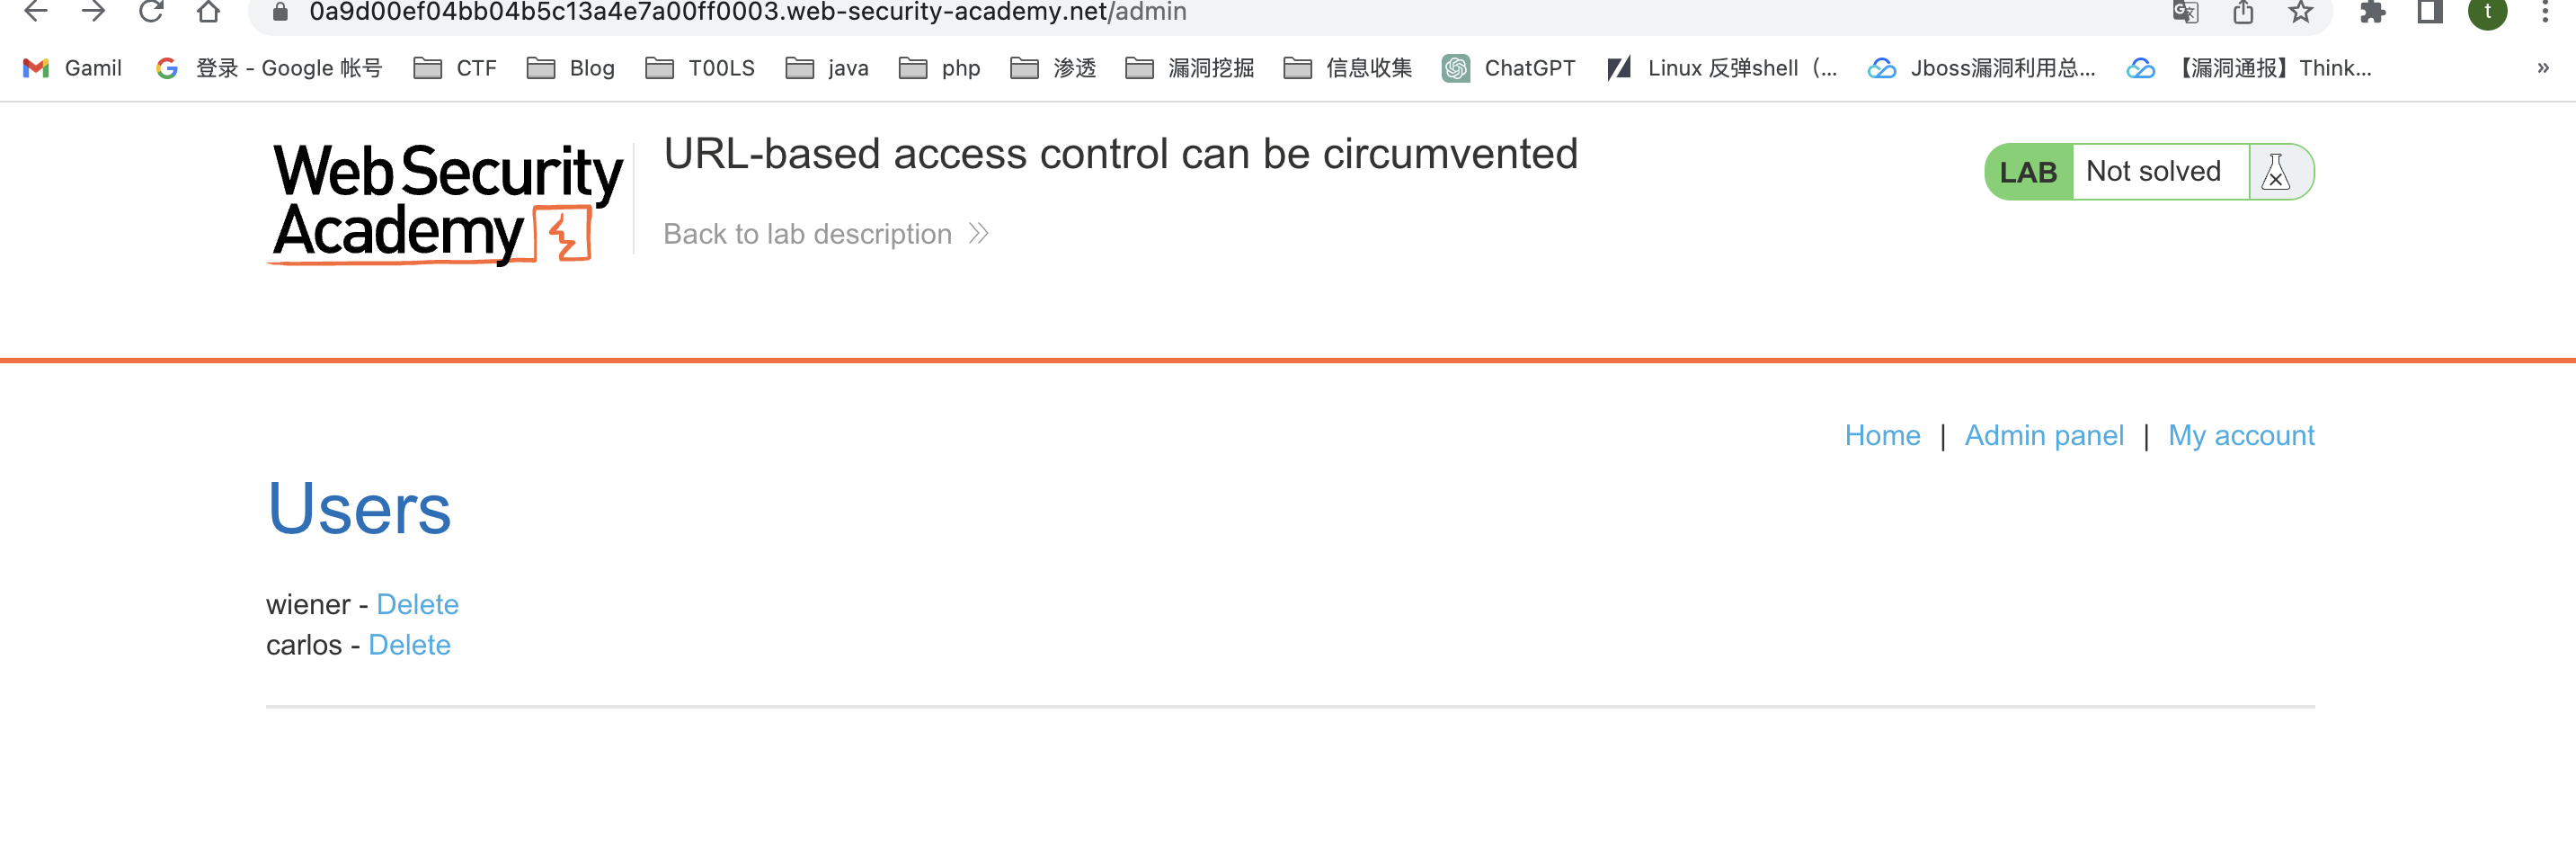 0a9d00ef04bb04b5c13a4e7a00ff0003.web-security-academy.net/admin t
Gamil 登录 - Google 帐号 CTF Blog T00LS java php 渗透 漏洞挖掘 信息收集 ChatGPT Linux 反弹shell（... Jboss漏洞利用总... 【漏洞通报】Think... »
Web Security
Academy
URL-based access control can be circumvented
Back to lab description
LAB Not solved
Home | Admin panel | My account
Users
wiener - Delete
carlos - Delete